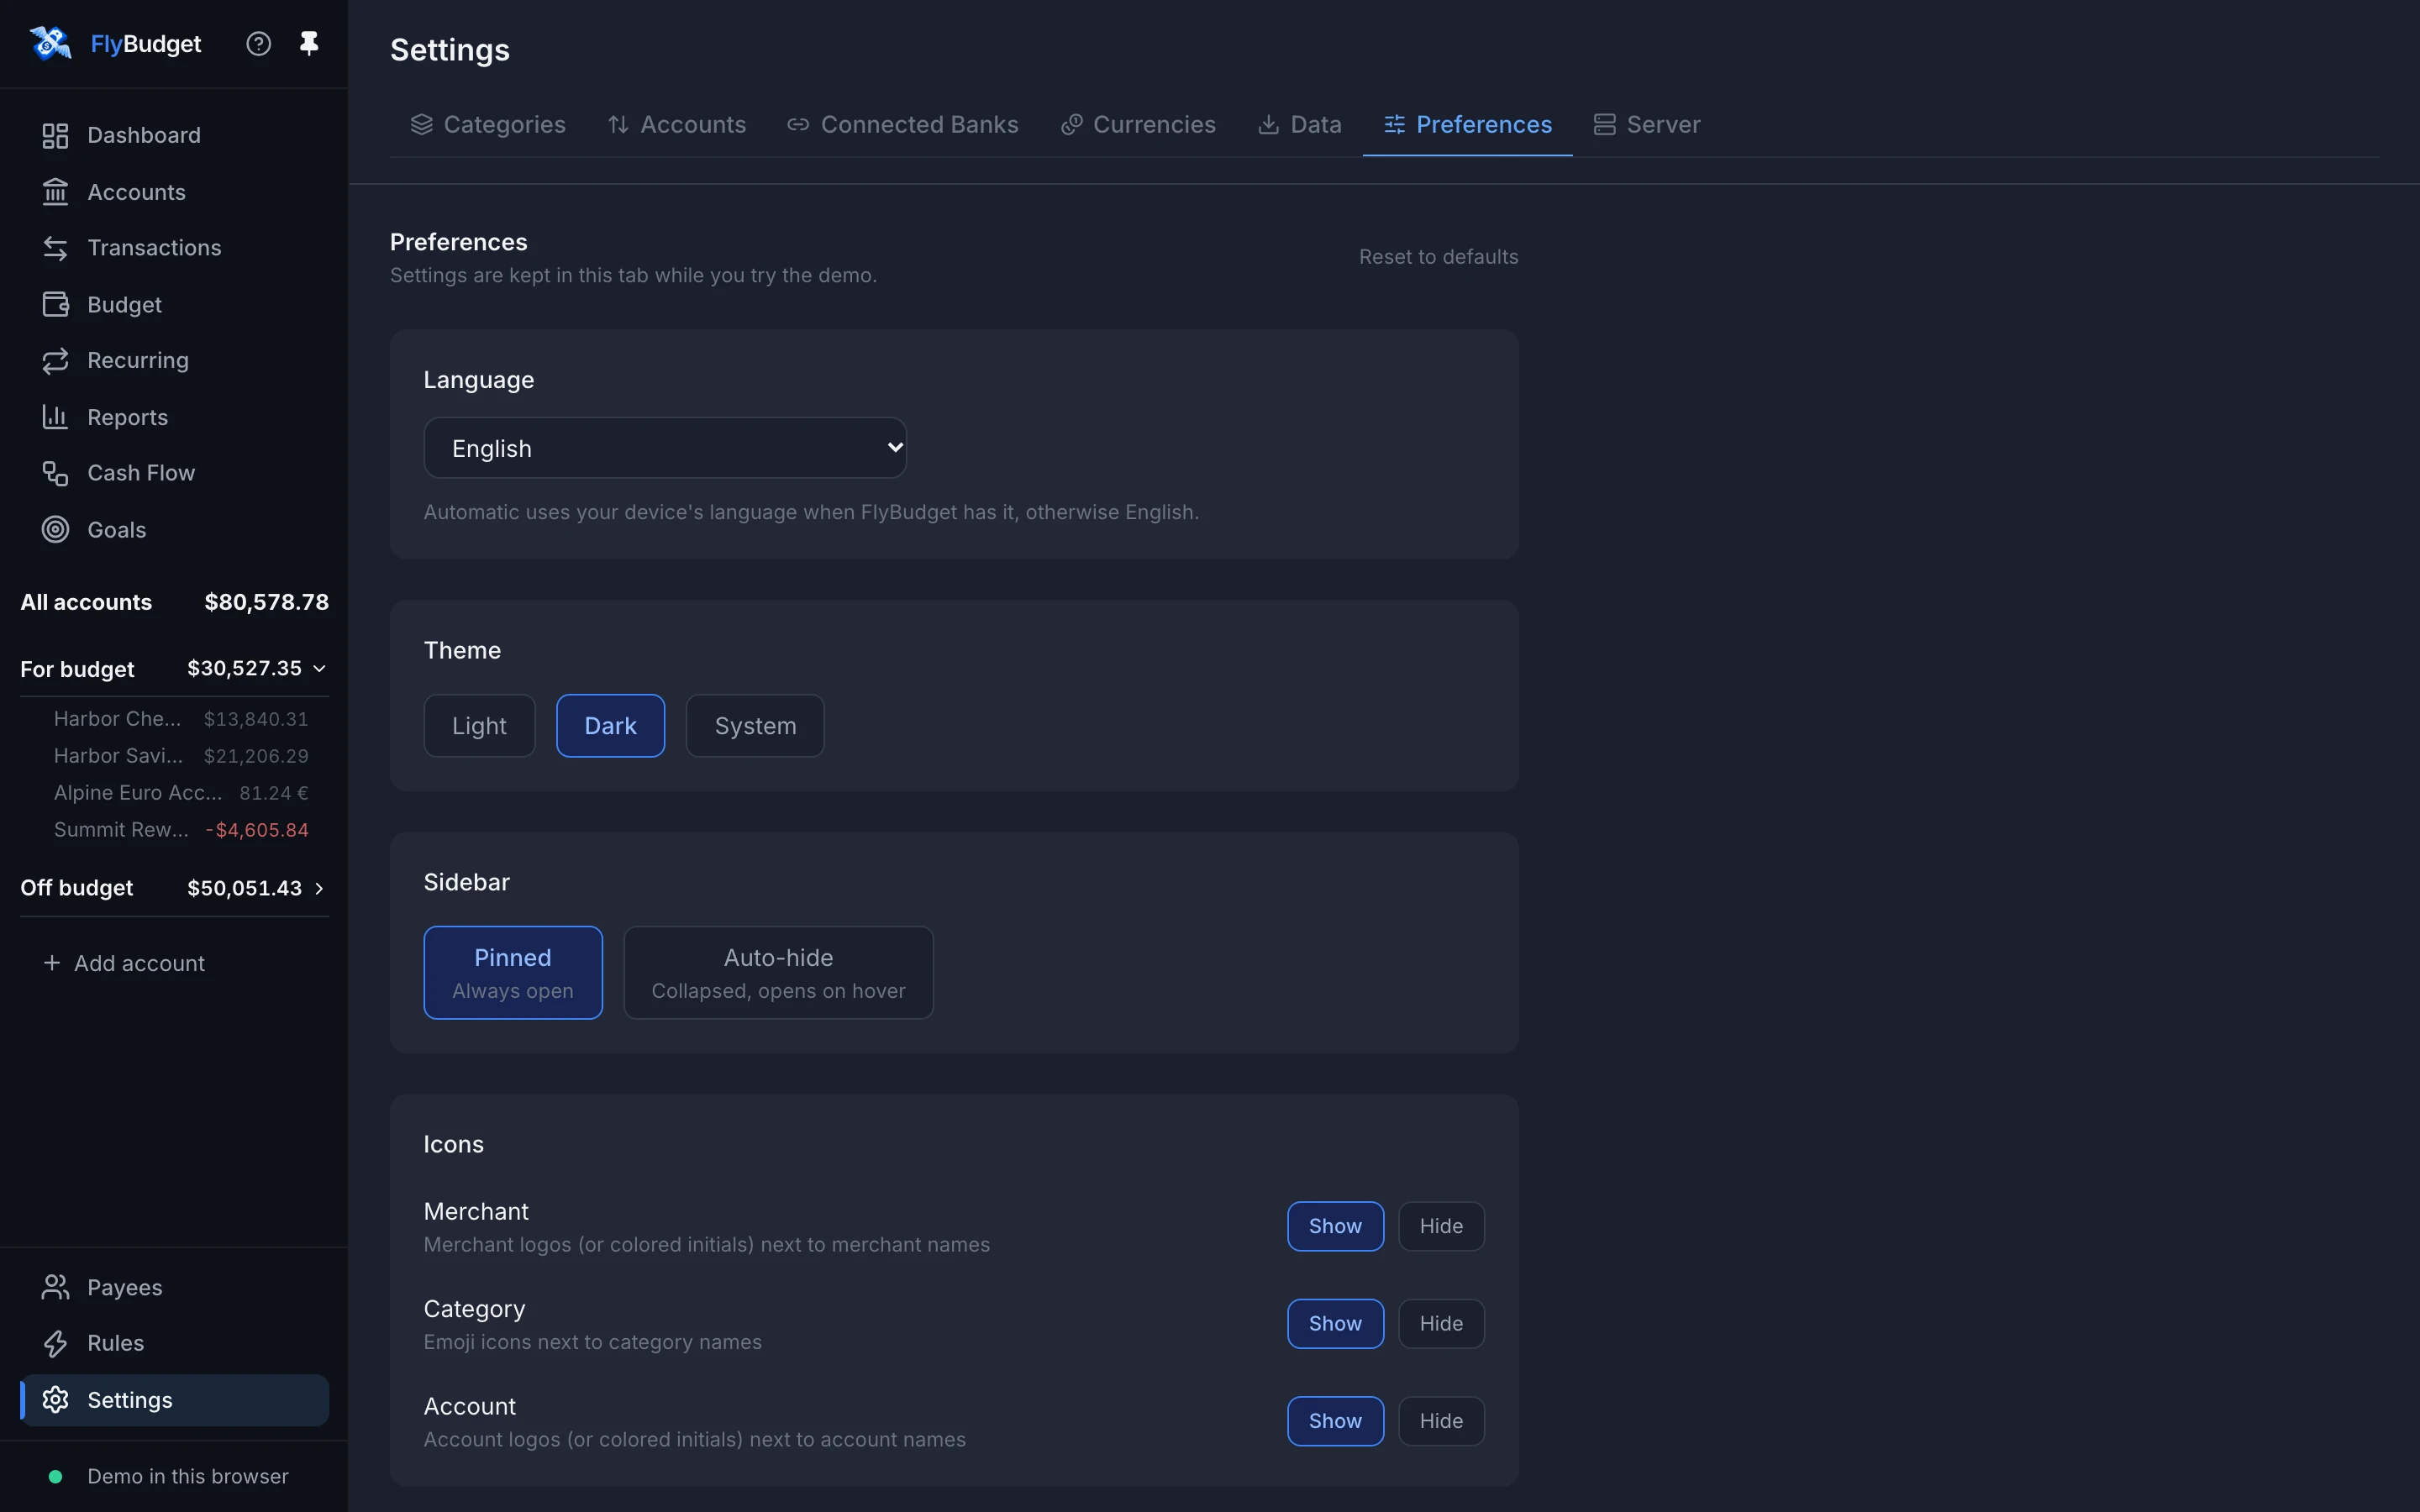 FlyBudget
Dashboard
Accounts
Transactions
Budget
Recurring
Reports
Cash Flow
Goals
All accounts $80,578.78
For budget $30,527.35
Harbor Che... $13,840.31
Harbor Savi... $21,206.29
Alpine Euro Acc... 81.24 €
Summit Rew... -$4,605.84
Off budget $50,051.43
+ Add account
Payees
Rules
Settings
Demo in this browser
Settings
Categories Accounts Connected Banks Currencies Data Preferences Server
Preferences
Settings are kept in this tab while you try the demo.
Reset to defaults
Language
English
Automatic uses your device's language when FlyBudget has it, otherwise English.
Theme
Light Dark System
Sidebar
Pinned
Always open
Auto-hide
Collapsed, opens on hover
Icons
Merchant
Merchant logos (or colored initials) next to merchant names
Show Hide
Category
Emoji icons next to category names
Show Hide
Account
Account logos (or colored initials) next to account names
Show Hide